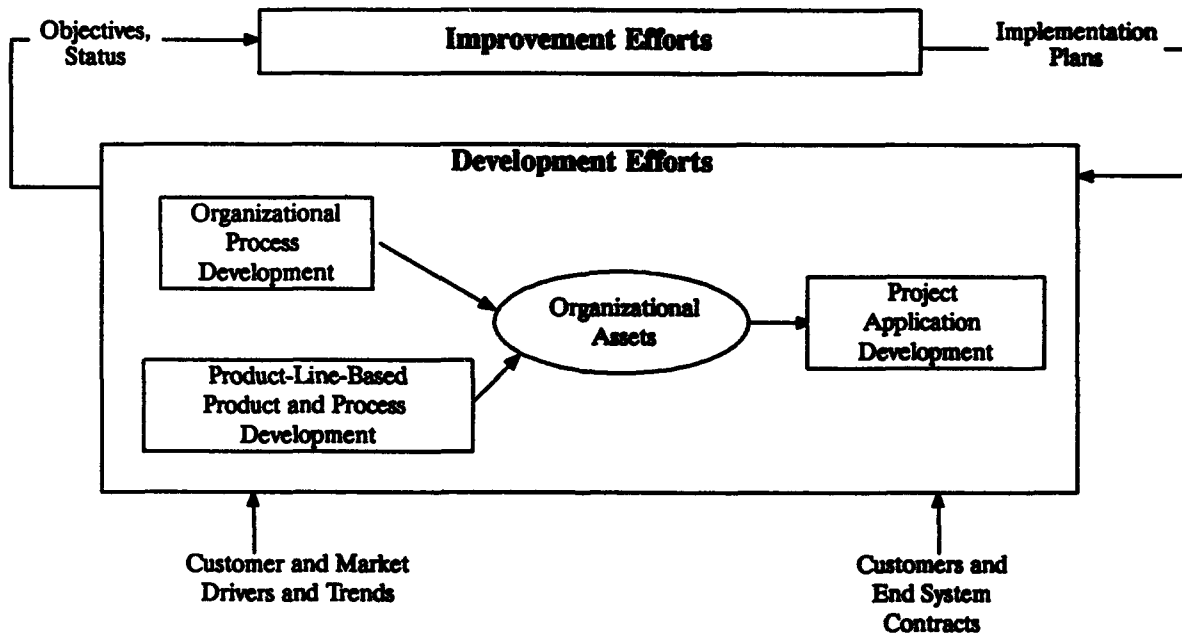 Objectives,
Status
Improvement Efforts
Implementation
Plans
Development Efforts
Organizational
Process
Development
Organizational
Assets
Project
Application
Development
Product-Line-Based
Product and Process
Development
Customer and Market
Drivers and Trends
Customers and
End System
Contracts